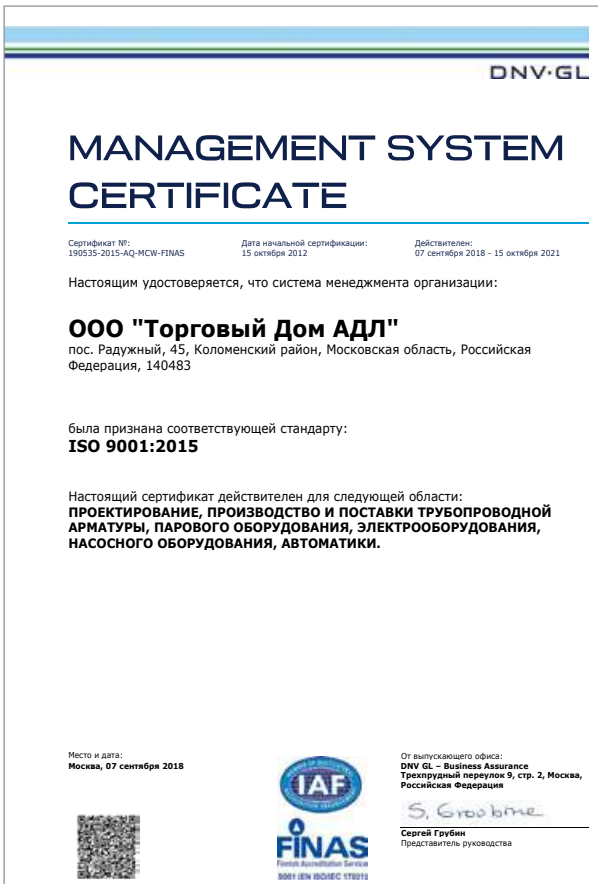 DNV·GL
MANAGEMENT SYSTEM
CERTIFICATE
Сертификат №:
190535-2015-AQ-MCW-FINAS
Дата начальной сертификации:
15 октября 2012
Действителен:
07 сентября 2018 - 15 октября 2021
Настоящим удостоверяется, что система менеджмента организации:
ООО "Торговый Дом АДЛ"
пос. Радужный, 45, Коломенский район, Московская область, Российская
Федерация, 140483
была признана соответствующей стандарту:
ISO 9001:2015
Настоящий сертификат действителен для следующей области:
ПРОЕКТИРОВАНИЕ, ПРОИЗВОДСТВО И ПОСТАВКИ ТРУБОПРОВОДНОЙ
АРМАТУРЫ, ПАРОВОГО ОБОРУДОВАНИЯ, ЭЛЕКТРООБОРУДОВАНИЯ,
НАСОСНОГО ОБОРУДОВАНИЯ, АВТОМАТИКИ.
Место и дата:
Москва, 07 сентября 2018
IAF
FINAS
Finnish Accreditation Service
От выпускающего офиса:
DNV GL – Business Assurance
Трехпрудный переулок 9, стр. 2, Москва,
Российская Федерация
S. Groobine
Сергей Грубин
Представитель руководства